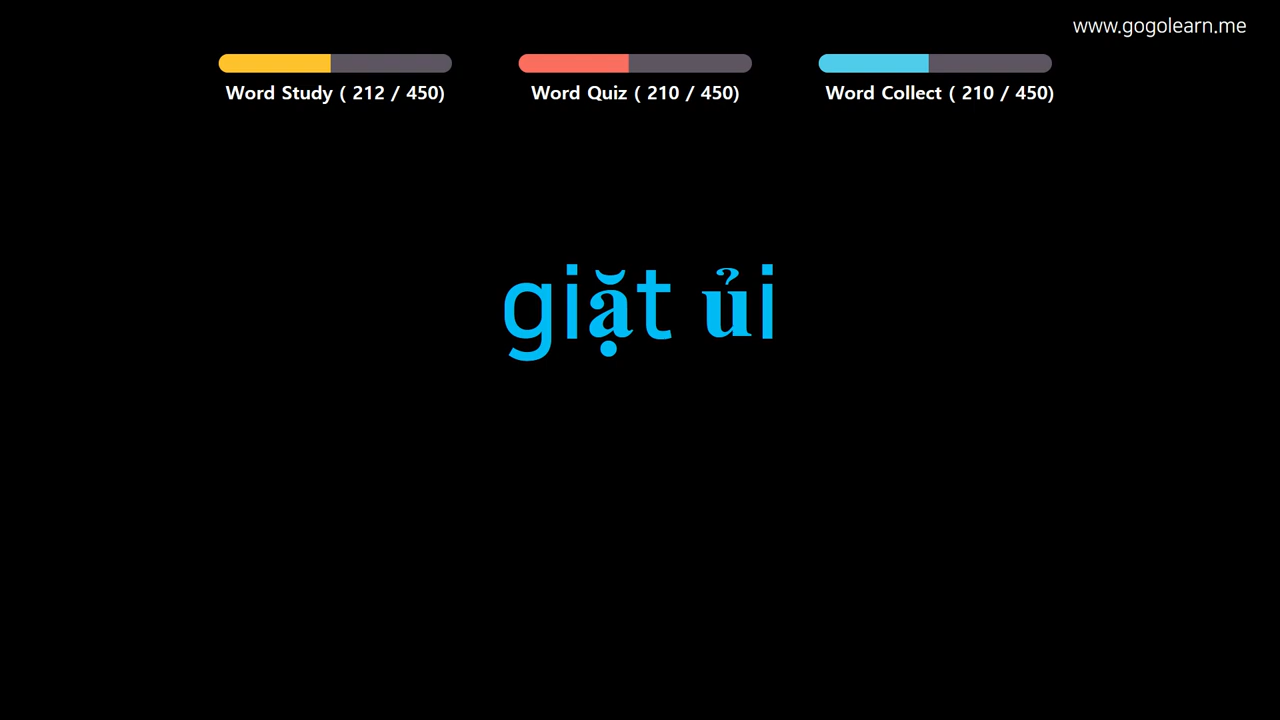 www.gogolearn.me
Word Study ( 212 / 450)
Word Quiz ( 210 / 450)
Word Collect ( 210 / 450)
giặt ủi